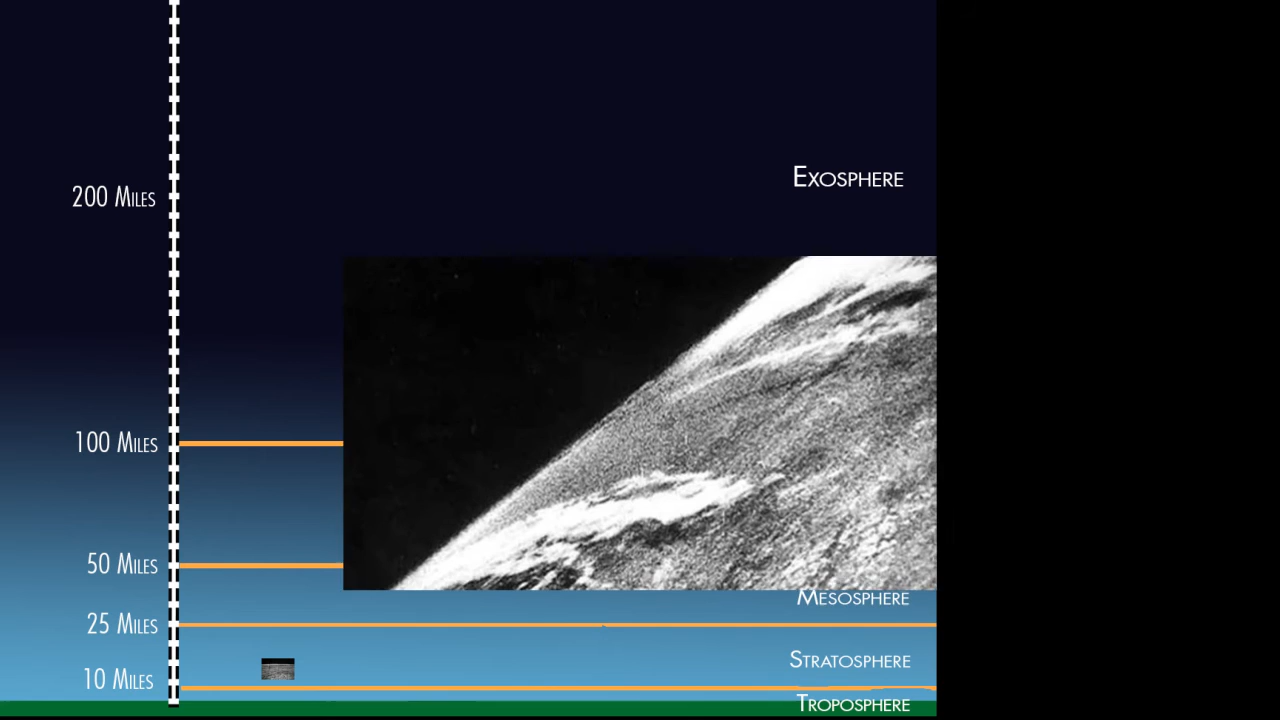 Exosphere
200 Miles
100 Miles
50 Miles
Mesosphere
25 Miles
Stratosphere
10 Miles
Troposphere